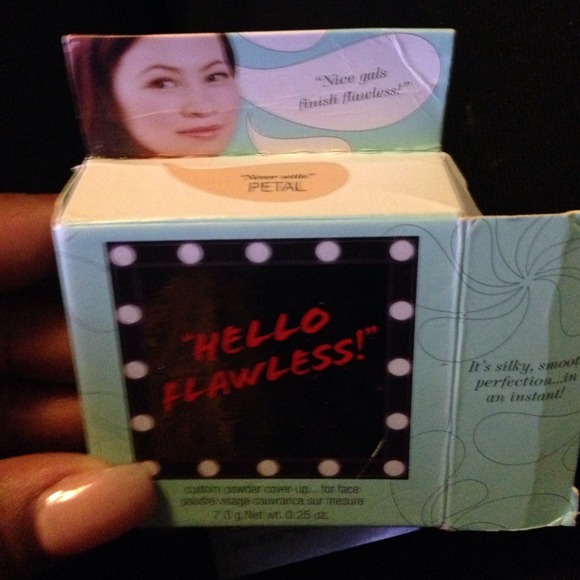 "Nice gals
finish flawless!"
"Never settle"
PETAL
"HELLO
FLAWLESS!"
It's silky, smoot
perfection...in
an instant!
custom powder cover-up... for face
poudre visage couvrance sur mesure
7.0 g Net wt. 0.25 oz.